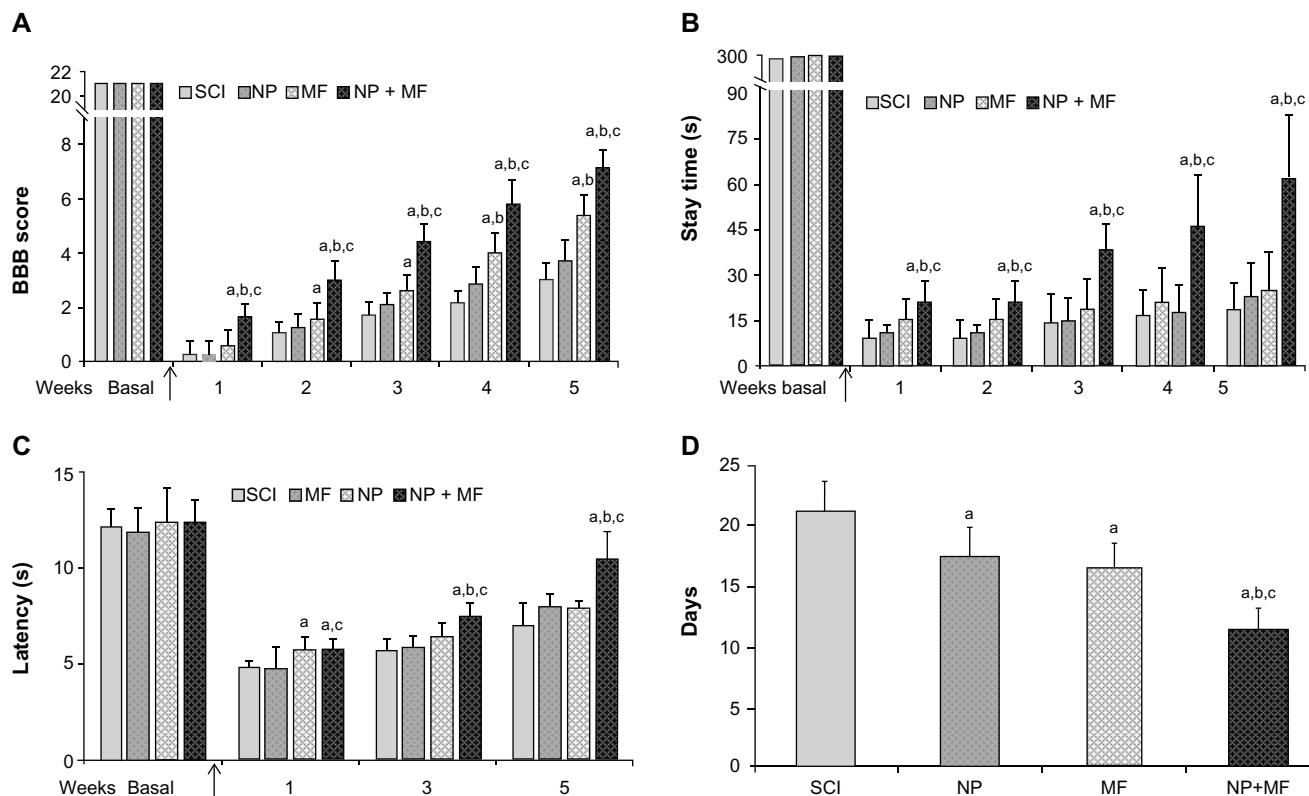 A
22
20
8
6
4
2
0
BBB score
SCI NP MF NP + MF
a,b,c
a
a,b,c
a
a,b,c
a,b
a,b,c
a,b
a,b,c
Weeks Basal 1 2 3 4 5
B
300
90
75
60
45
30
15
0
Stay time (s)
SCI NP MF NP + MF
a,b,c
a,b,c
a,b,c
a,b,c
a,b,c
Weeks basal 1 2 3 4 5
C
15
10
5
0
Latency (s)
SCI MF NP NP + MF
a
a,c
a,b,c
a,b,c
Weeks Basal 1 3 5
D
25
20
15
10
5
0
Days
a
a
a,b,c
SCI NP MF NP+MF